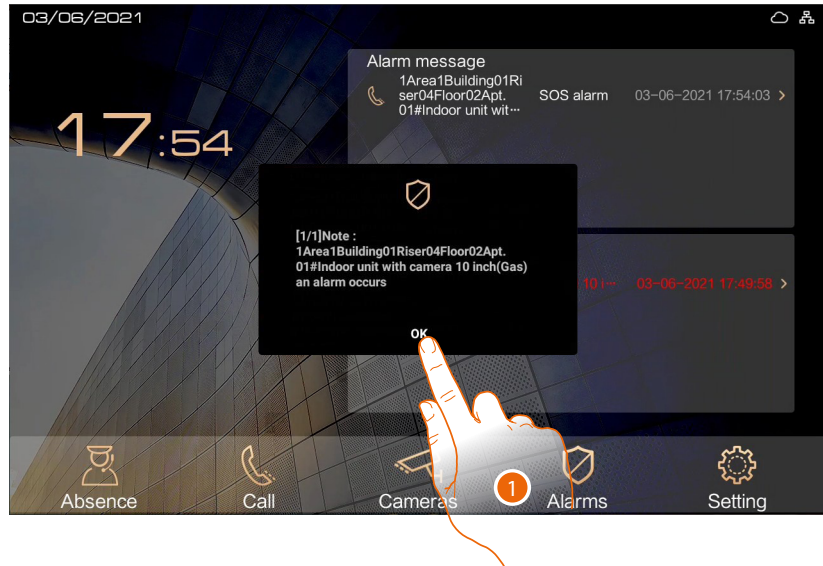 03/06/2021
17:54
Alarm message
1Area1Building01Ri
ser04Floor02Apt.
01#Indoor unit wit···
SOS alarm
03-06-2021 17:54:03 >
[1/1]Note :
1Area1Building01Riser04Floor02Apt.
01#Indoor unit with camera 10 inch(Gas)
an alarm occurs
OK
10 i··· 03-06-2021 17:49:58 >
1
Absence
Call
Cameras
Alarms
Setting